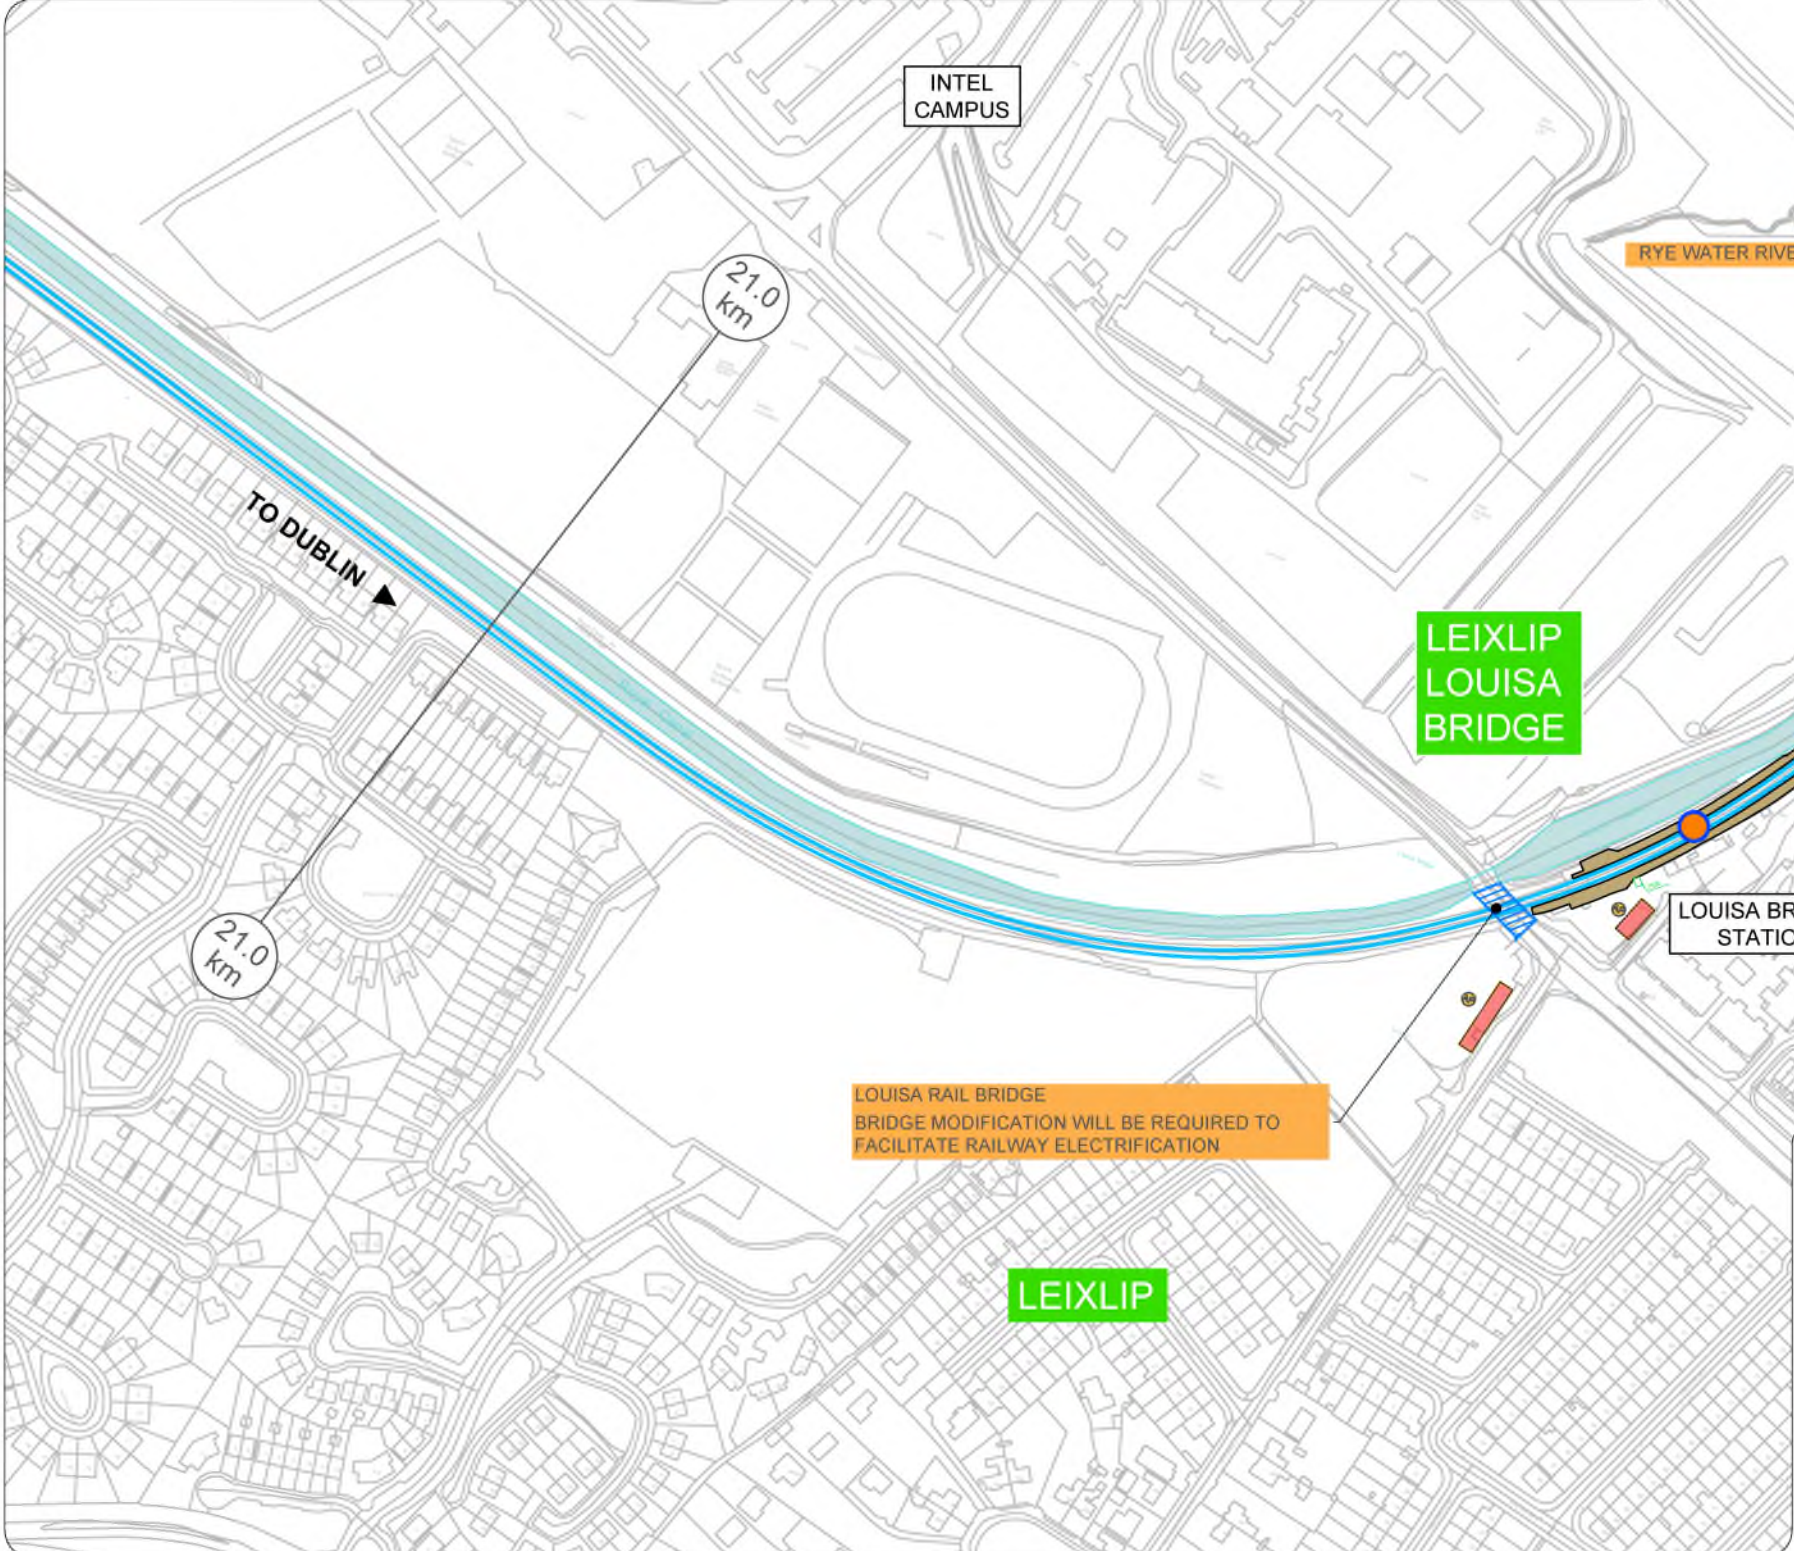 INTEL
CAMPUS
RYE WATER RIVE
21.0
km
TO DUBLIN
LEIXLIP
LOUISA
BRIDGE
LOUISA BR
STATIO
21.0
km
LOUISA RAIL BRIDGE
BRIDGE MODIFICATION WILL BE REQUIRED TO
FACILITATE RAILWAY ELECTRIFICATION
LEIXLIP